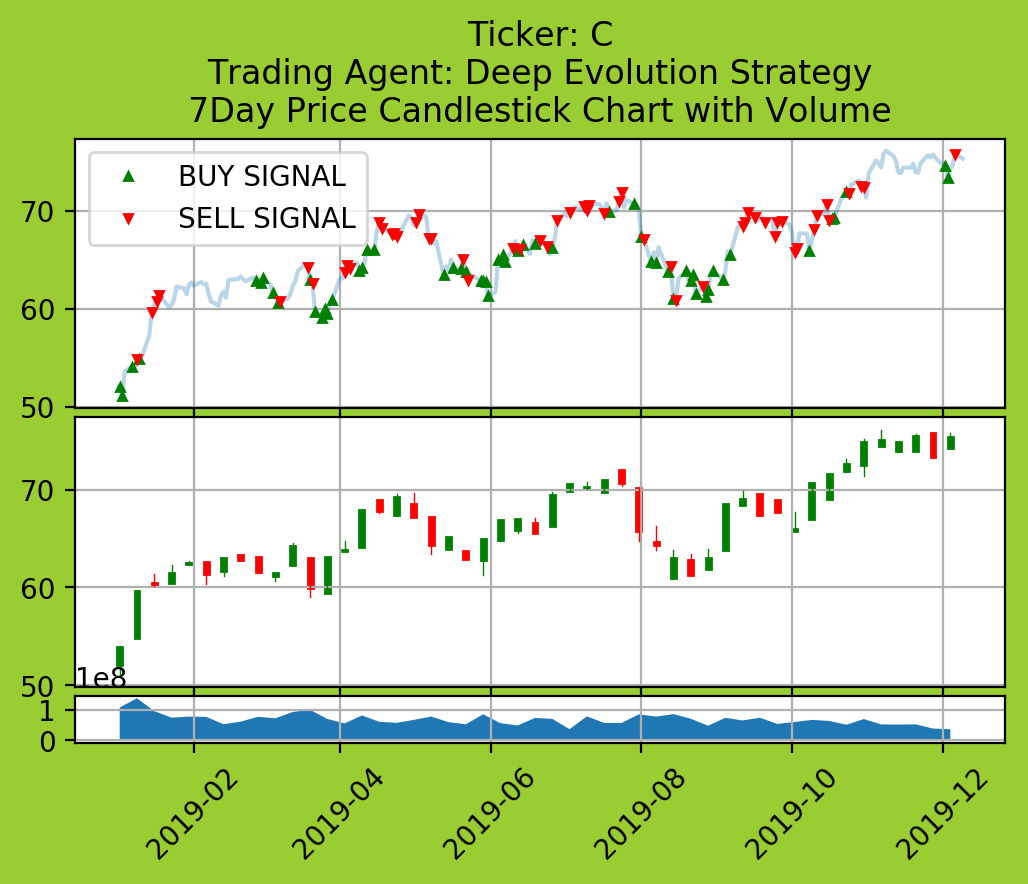 Ticker: C
Trading Agent: Deep Evolution Strategy
7Day Price Candlestick Chart with Volume
BUY SIGNAL
SELL SIGNAL
70
60
50
70
60
50
1e8
1
0
2019-02
2019-04
2019-06
2019-08
2019-10
2019-12